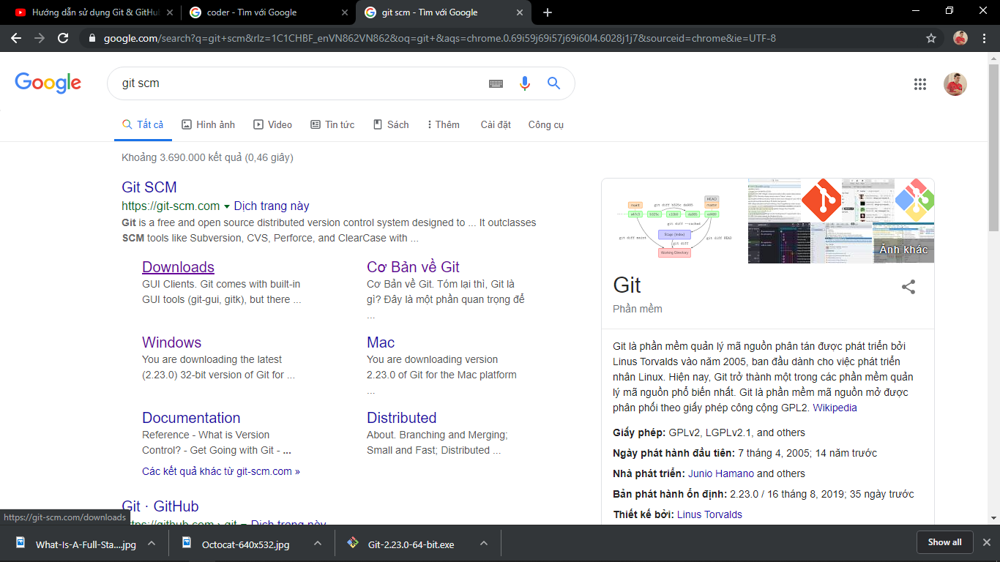 Hướng dẫn sử dụng Git & GitHu
coder - Tìm với Google
git scm - Tìm với Google
google.com/search?q=git+scm&rlz=1C1CHBF_enVN862VN862&oq=git+&aqs=chrome.0.69i59j69i57j69i60l4.6028j1j7&sourceid=chrome&ie=UTF-8
Google
git scm
Tất cả
Hình ảnh
Video
Tin tức
Sách
Thêm
Cài đặt
Công cụ
Khoảng 3.690.000 kết quả (0,46 giây)
Git SCM
https://git-scm.com ▾ Dịch trang này
Git is a free and open source distributed version control system designed to ... It outclasses
SCM tools like Subversion, CVS, Perforce, and ClearCase with ...
Downloads
GUI Clients. Git comes with built-in
GUI tools (git-gui, gitk), but there ...
Cơ Bản về Git
Cơ Bản về Git. Tóm lại thì, Git là
gì? Đây là một phần quan trọng để
...
Windows
You are downloading the latest
(2.23.0) 32-bit version of Git for ...
Mac
You are downloading version
2.23.0 of Git for the Mac platform
...
Documentation
Reference - What is Version
Control? - Get Going with Git - ...
Distributed
About. Branching and Merging;
Small and Fast; Distributed ...
Các kết quả khác từ git-scm.com »
Git · GitHub
https://github.com › git ▾ Dịch trang này
git diff b325c da985
HEAD
maint
master
git diff --cached
Stage (Index)
git diff maint
git diff
git diff HEAD
Working Directory
Ảnh khác
Git
Phần mềm
Git là phần mềm quản lý mã nguồn phân tán được phát triển bởi
Linus Torvalds vào năm 2005, ban đầu dành cho việc phát triển
nhân Linux. Hiện nay, Git trở thành một trong các phần mềm quản
lý mã nguồn phổ biến nhất. Git là phần mềm mã nguồn mở được
phân phối theo giấy phép công cộng GPL2. Wikipedia
Giấy phép: GPLv2, LGPLv2.1, and others
Ngày phát hành đầu tiên: 7 tháng 4, 2005; 14 năm trước
Nhà phát triển: Junio Hamano and others
Bản phát hành ổn định: 2.23.0 / 16 tháng 8, 2019; 35 ngày trước
Thiết kế bởi: Linus Torvalds
https://git-scm.com/downloads
What-Is-A-Full-Sta....jpg
Octocat-640x532.jpg
Git-2.23.0-64-bit.exe
Show all